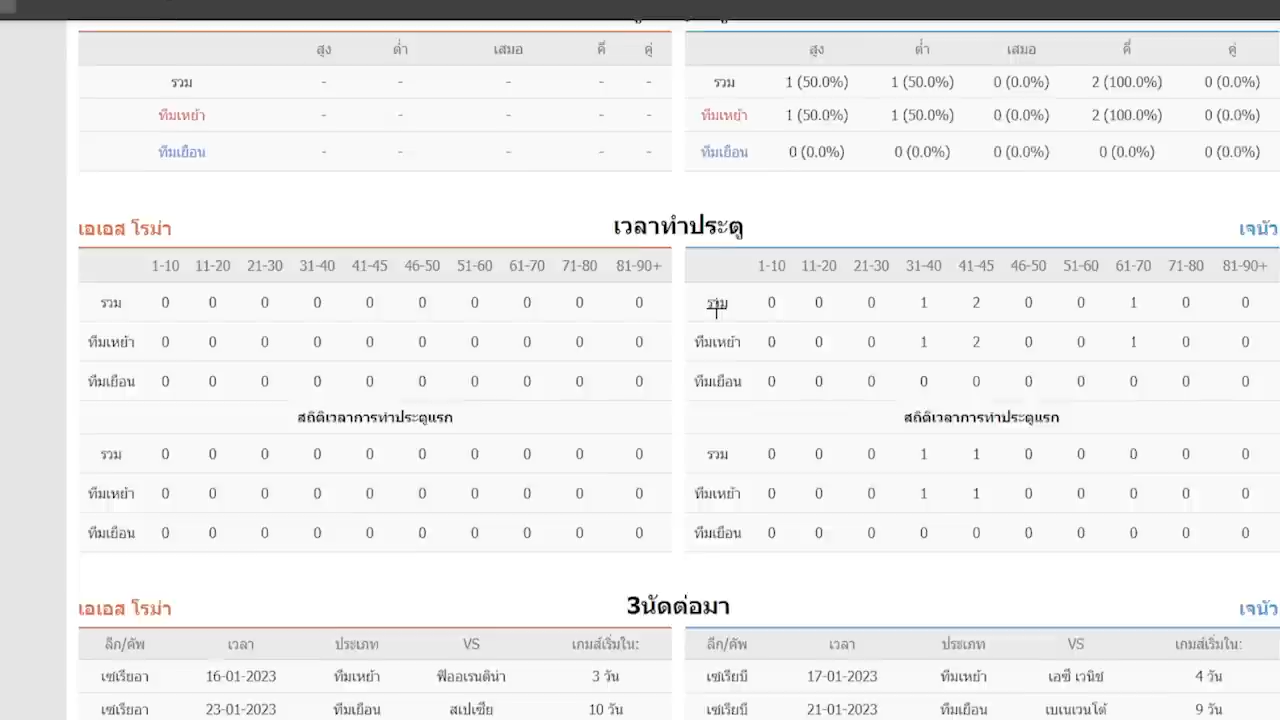 สูง ต่ำ เสมอ คี่ คู่
รวม - - - - -
ทีมเหย้า - - - - -
ทีมเยือน - - - - -
สูง ต่ำ เสมอ คี่ คู่
รวม 1 (50.0%) 1 (50.0%) 0 (0.0%) 2 (100.0%) 0 (0.0%)
ทีมเหย้า 1 (50.0%) 1 (50.0%) 0 (0.0%) 2 (100.0%) 0 (0.0%)
ทีมเยือน 0 (0.0%) 0 (0.0%) 0 (0.0%) 0 (0.0%) 0 (0.0%)
เอเอส โรม่า เวลาทำประตู เจนัว
1-10 11-20 21-30 31-40 41-45 46-50 51-60 61-70 71-80 81-90+
รวม 0 0 0 0 0 0 0 0 0 0
ทีมเหย้า 0 0 0 0 0 0 0 0 0 0
ทีมเยือน 0 0 0 0 0 0 0 0 0 0
สถิติเวลาการทำประตูแรก
รวม 0 0 0 0 0 0 0 0 0 0
ทีมเหย้า 0 0 0 0 0 0 0 0 0 0
ทีมเยือน 0 0 0 0 0 0 0 0 0 0
1-10 11-20 21-30 31-40 41-45 46-50 51-60 61-70 71-80 81-90+
รวม 0 0 0 1 2 0 0 1 0 0
ทีมเหย้า 0 0 0 1 2 0 0 1 0 0
ทีมเยือน 0 0 0 0 0 0 0 0 0 0
สถิติเวลาการทำประตูแรก
รวม 0 0 0 1 1 0 0 0 0 0
ทีมเหย้า 0 0 0 1 1 0 0 0 0 0
ทีมเยือน 0 0 0 0 0 0 0 0 0 0
เอเอส โรม่า 3นัดต่อมา เจนัว
ลีก/คัพ เวลา ประเภท VS เกมส์เริ่มใน:
เซเรียอา 16-01-2023 ทีมเหย้า ฟิออเรนติน่า 3 วัน
เซเรียอา 23-01-2023 ทีมเยือน สเปเซีย 10 วัน
ลีก/คัพ เวลา ประเภท VS เกมส์เริ่มใน:
เซเรียบี 17-01-2023 ทีมเหย้า เอซี เวนิซ 4 วัน
เซเรียบี 21-01-2023 ทีมเยือน เบเนเวนโต้ 9 วัน